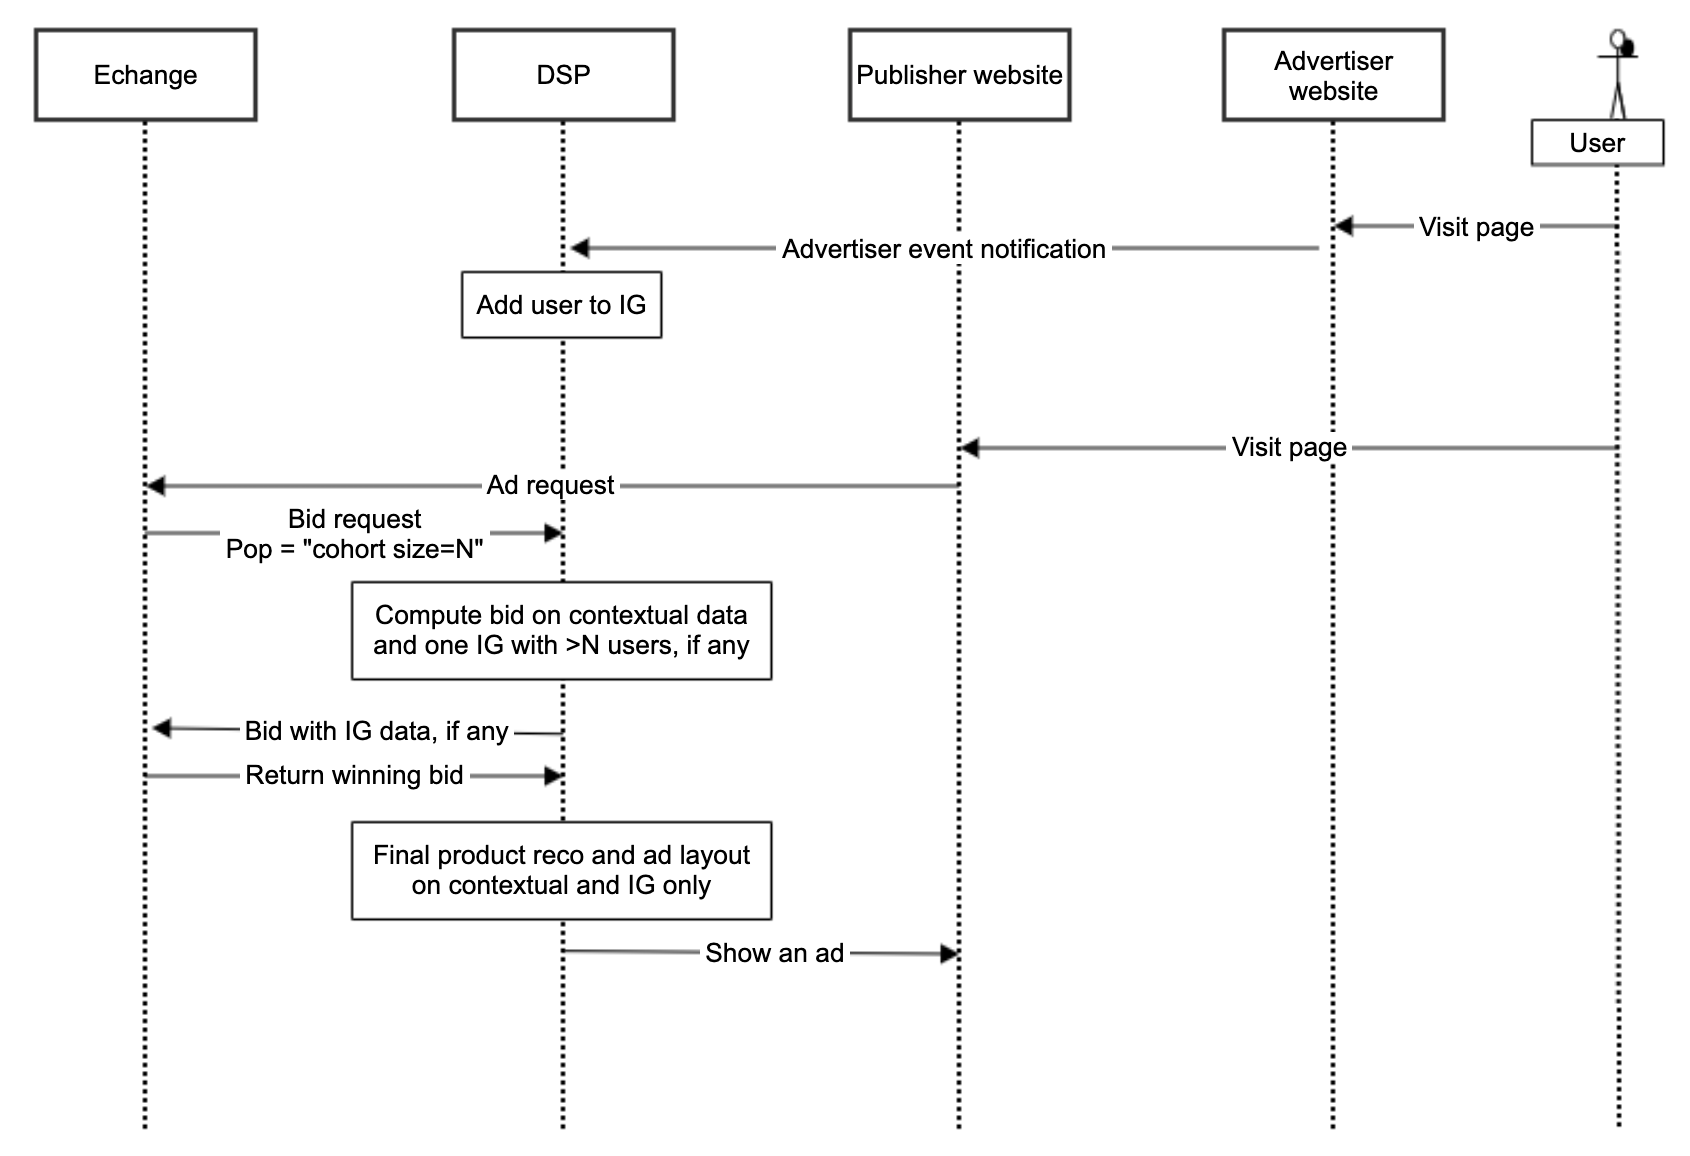 Echange
DSP
Publisher website
Advertiser
website
User
Visit page
Advertiser event notification
Add user to IG
Visit page
Ad request
Bid request
Pop = "cohort size=N"
Compute bid on contextual data
and one IG with >N users, if any
Bid with IG data, if any
Return winning bid
Final product reco and ad layout
on contextual and IG only
Show an ad